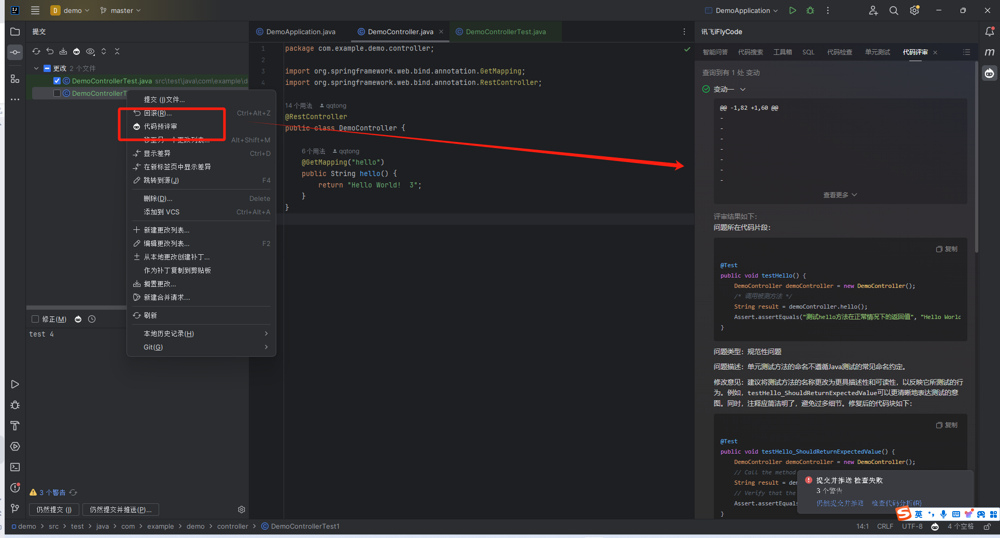 D demo
master
DemoApplication
提交
更改 2 个文件
DemoControllerTest.java src\test\java\com\example\d
DemoControllerT
提交 (I)文件...
回滚(R)... Ctrl+Alt+Z
代码预评审
移至另一个更改列表... Alt+Shift+M
显示差异 Ctrl+D
在新标签页中显示差异
跳转到源(J) F4
删除(D)... Delete
添加到 VCS Ctrl+Alt+A
新建更改列表...
编辑更改列表... F2
从本地更改创建补丁...
作为补丁复制到剪贴板
搁置更改...
新建合并请求...
刷新
本地历史记录(H)
Git(G)
修正(M)
test 4
3 个警告
仍然提交 (I) 仍然提交并推送(P)...
DemoApplication.java DemoController.java DemoControllerTest.java
1 package com.example.demo.controller;
2
3 import org.springframework.web.bind.annotation.GetMapping;
4 import org.springframework.web.bind.annotation.RestController;
14 个用法 qqtong
@RestController
public class DemoController {
6 个用法 qqtong
@GetMapping("hello")
public String hello() {
return "Hello World!  3";
}
}
讯飞iFlyCode
智能问答 代码搜索 工具箱 SQL 代码检查 单元测试 代码评审
m
查询到有 1 处 变动
变动一
@@ -1,82 +1,60 @@
-
-
-
-
-
-
-
查看更多
评审结果如下:
问题所在代码片段:
复制
@Test
public void testHello() {
DemoController demoController = new DemoController();
/* 调用被测方法 */
String result = demoController.hello();
Assert.assertEquals("测试hello方法在正常情况下的返回值", "Hello World
}
问题类型: 规范性问题
问题描述: 单元测试方法的命名不遵循Java测试的常见命名约定。
修改意见: 建议将测试方法的名称更改为更具描述性和可读性, 以反映它所测试的行
为。例如, testHello_ShouldReturnExpectedValue可以更清晰地表达测试的意
图。同时, 注释应简洁明了, 避免过多细节。修复后的代码块如下:
复制
@Test
public void testHello_ShouldReturnExpectedValue() {
DemoController demoController = new DemoController();
// Call the method
String result = de
// Verify that the
Assert.assertEquals
}
提交并推送 检查失败
3 个警告
仍然提交并推送 检查代码分析(R)
S 英
demo > src > test > java > com > example > demo > controller > DemoControllerTest1
14:1 CRLF UTF-8 4 个空格